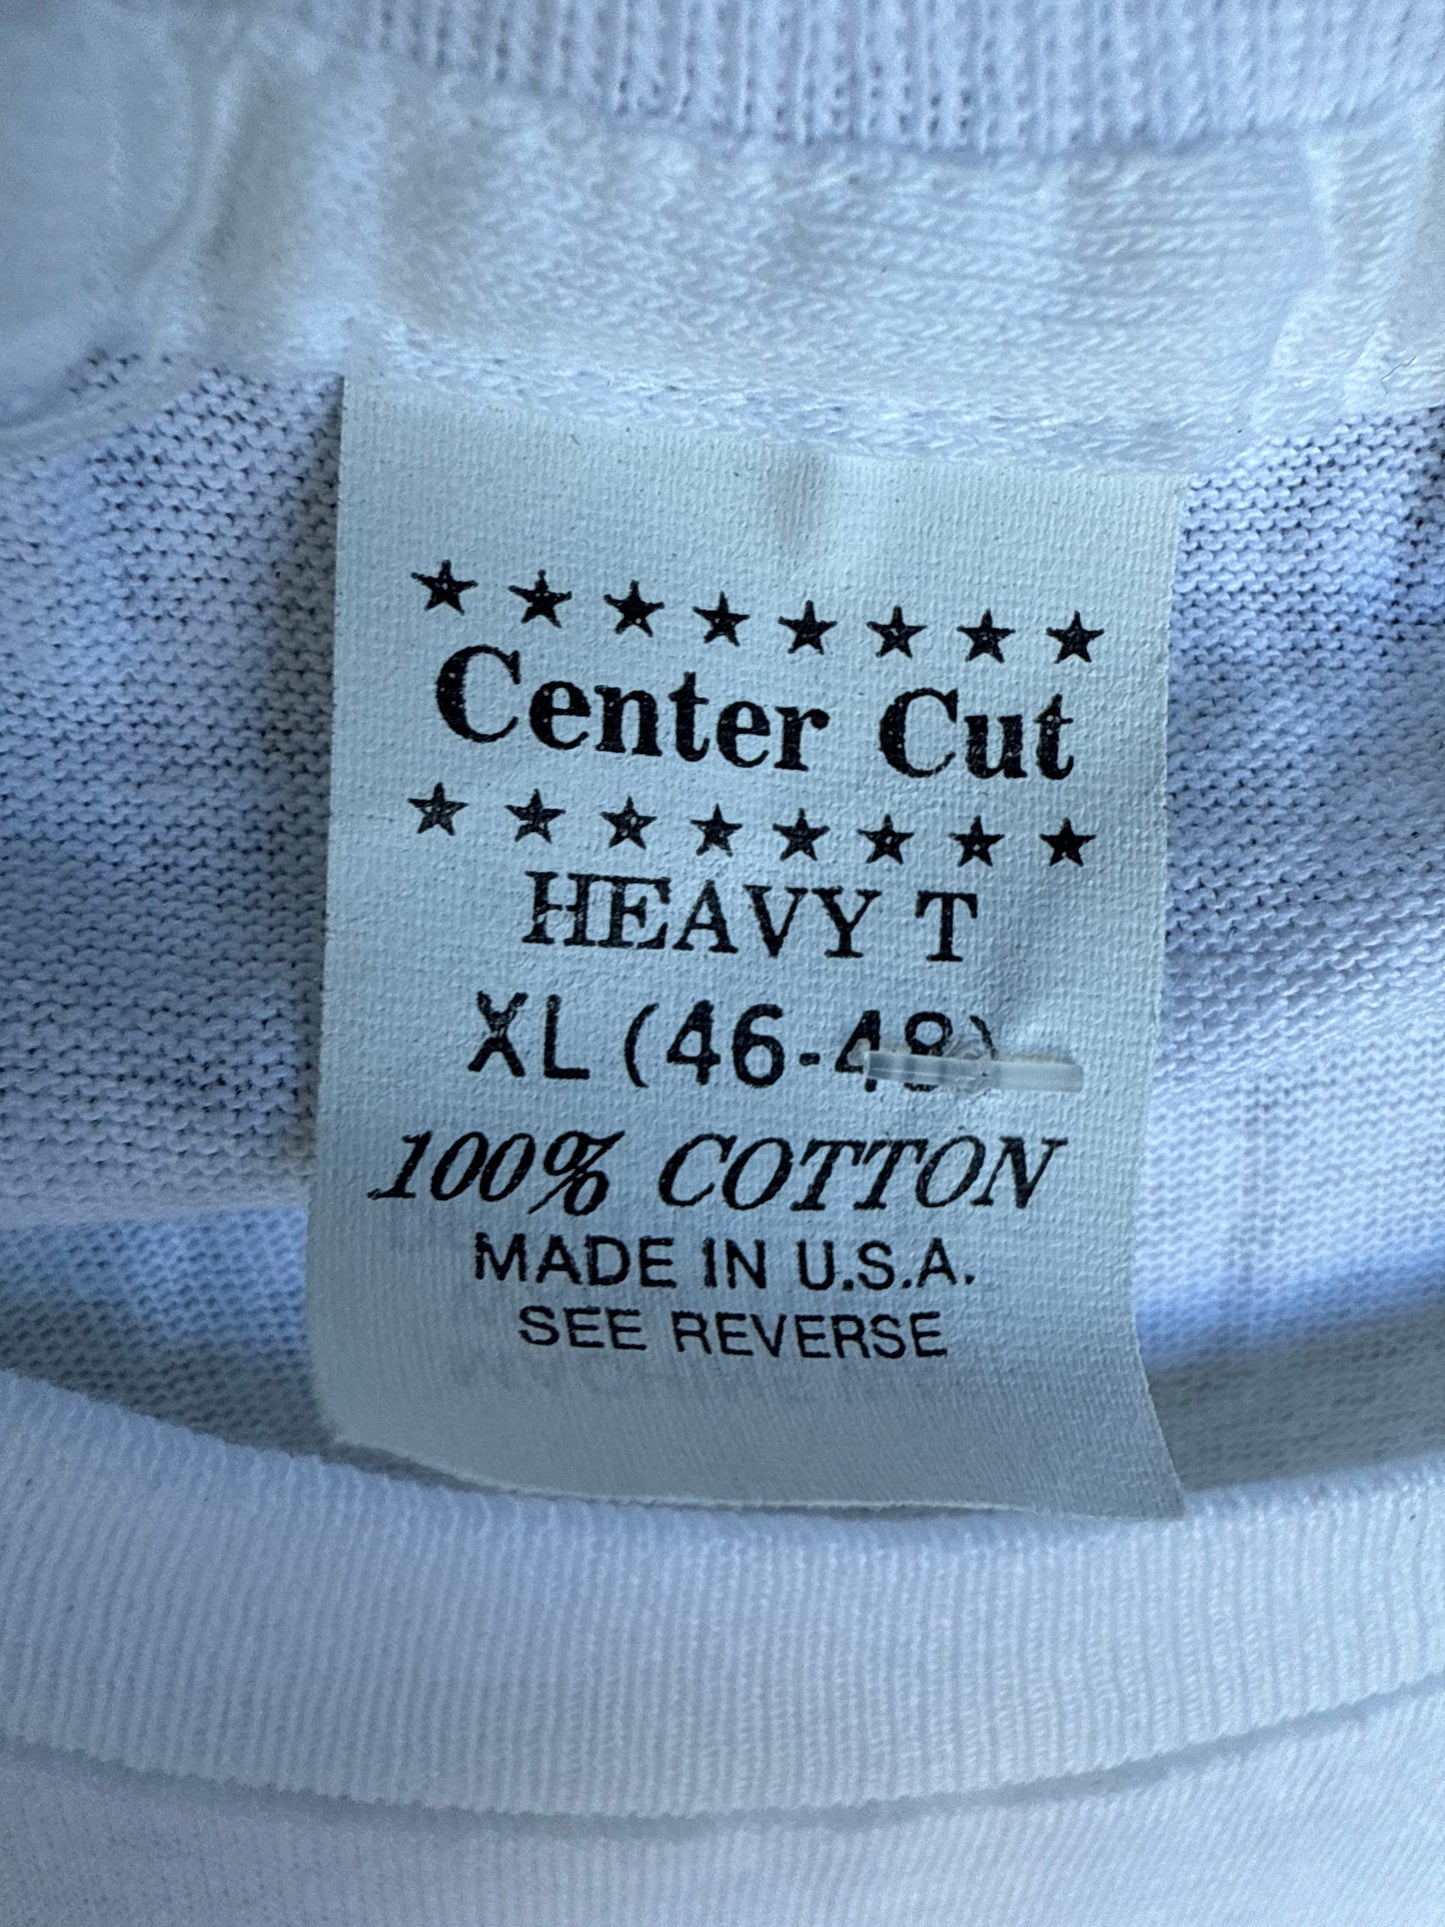 Center Cut
HEAVY T
XL (46-48)
100% COTTON
MADE IN U.S.A.
SEE REVERSE